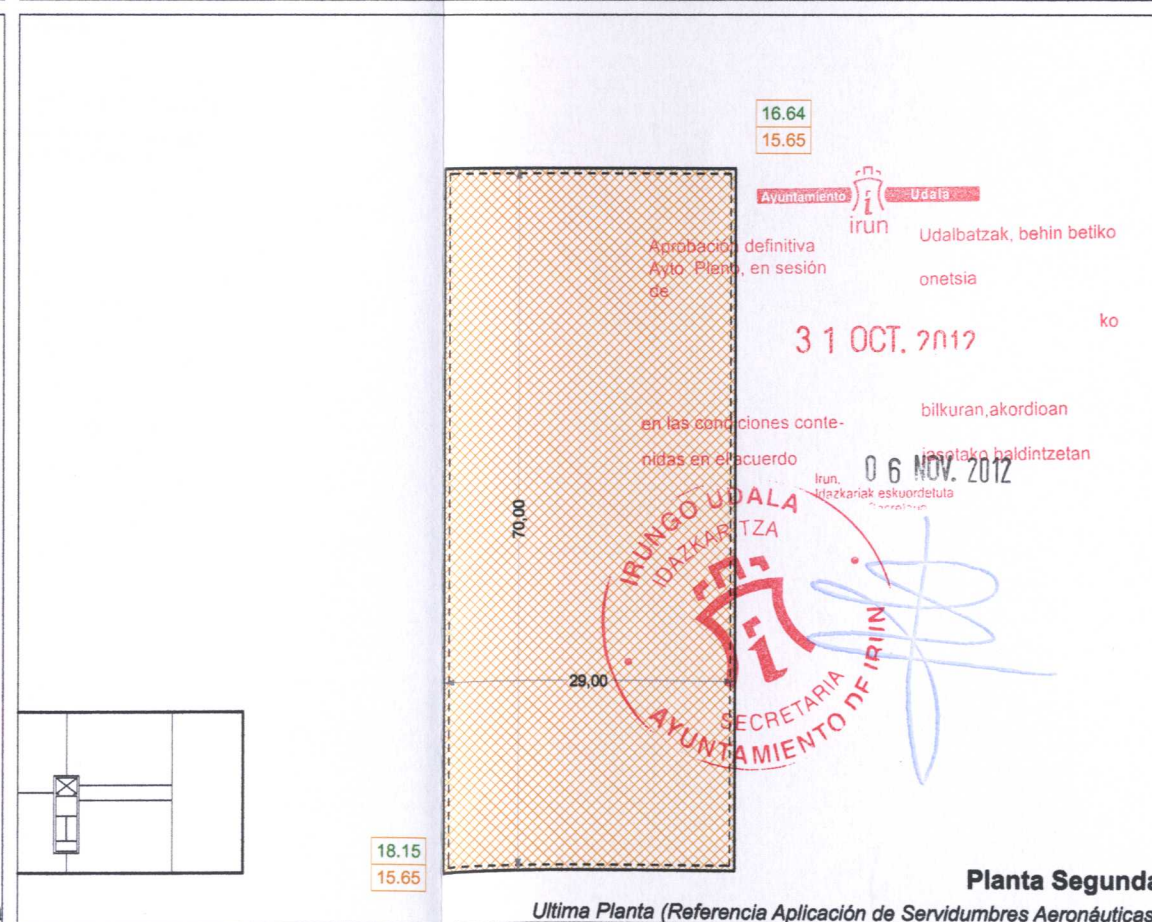 16.64
15.65
Ayuntamiento Udala
irun
Aprobación definitiva
Ayto. Pleno, en sesión
de
Udalbatzak, behin betiko
onetsia
ko
31 OCT. 2012
en las condiciones conte-
nidas en el acuerdo
bilkuran,akordioan
jasotako baldintzetan
Irun, 06 NOV. 2012
Idazkariak eskuordetuta
IRUNGO UDALA
IDAZKARITZA
i
SECRETARIA
AYUNTAMIENTO DE IRUN
70,00
29,00
18.15
15.65
Planta Segunda
Ultima Planta (Referencia Aplicación de Servidumbres Aeronáuticas